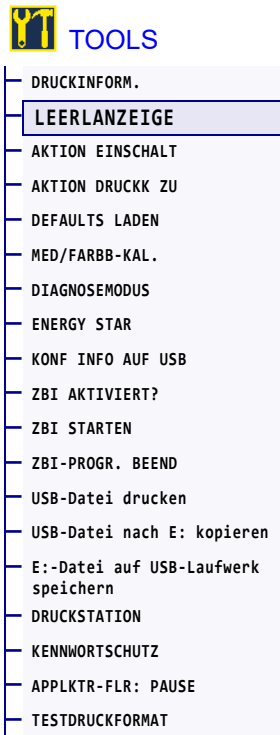 TOOLS
DRUCKINFORM.
LEERLANZEIGE
AKTION EINSCHALT
AKTION DRUCKK ZU
DEFAULTS LADEN
MED/FARBB-KAL.
DIAGNOSEMODUS
ENERGY STAR
KONF INFO AUF USB
ZBI AKTIVIERT?
ZBI STARTEN
ZBI-PROGR. BEEND
USB-Datei drucken
USB-Datei nach E: kopieren
E:-Datei auf USB-Laufwerk
speichern
DRUCKSTATION
KENNWORTSCHUTZ
APPLKTR-FLR: PAUSE
TESTDRUCKFORMAT